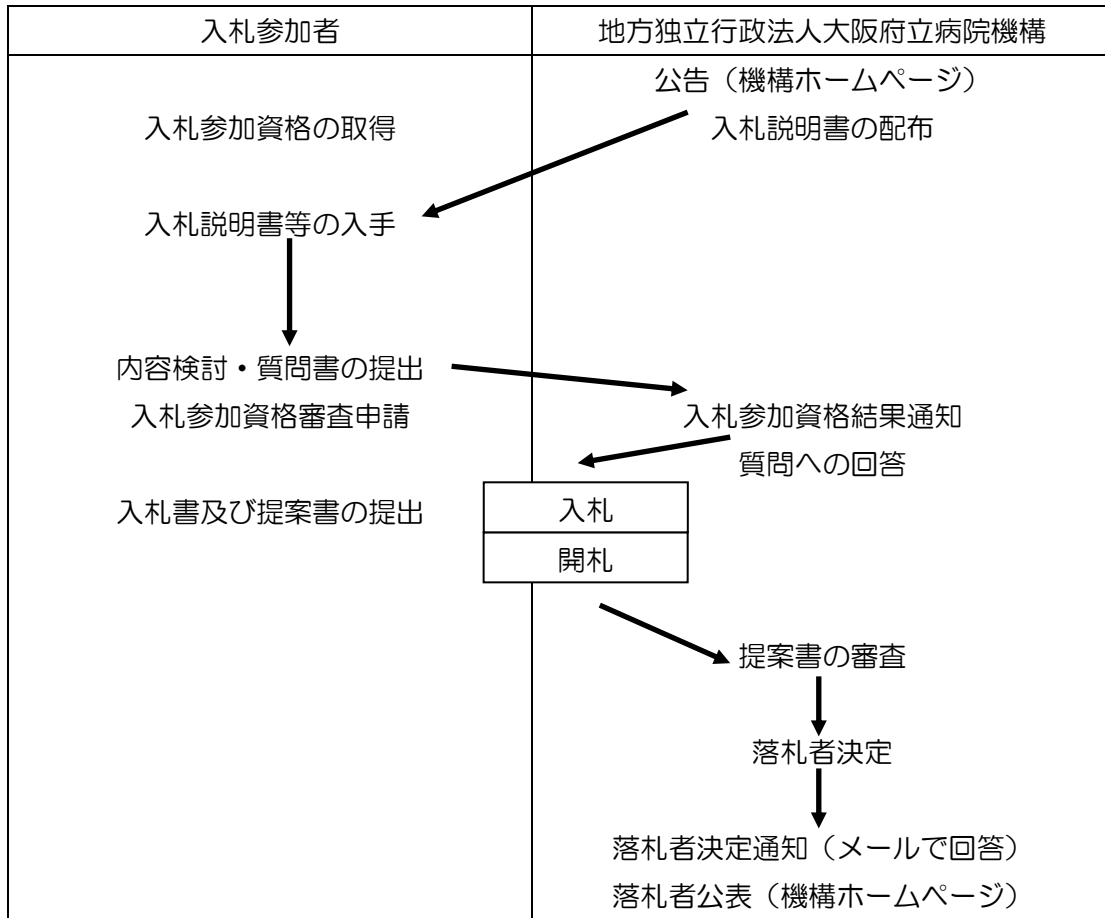 入札参加者 地方独立行政法人大阪府立病院機構
公告（機構ホームページ）
入札参加資格の取得 入札説明書の配布
入札説明書等の入手
内容検討・質問書の提出
入札参加資格審査申請 入札参加資格結果通知
質問への回答
入札書及び提案書の提出 入札
開札
提案書の審査
落札者決定
落札者決定通知（メールで回答）
落札者公表（機構ホームページ）